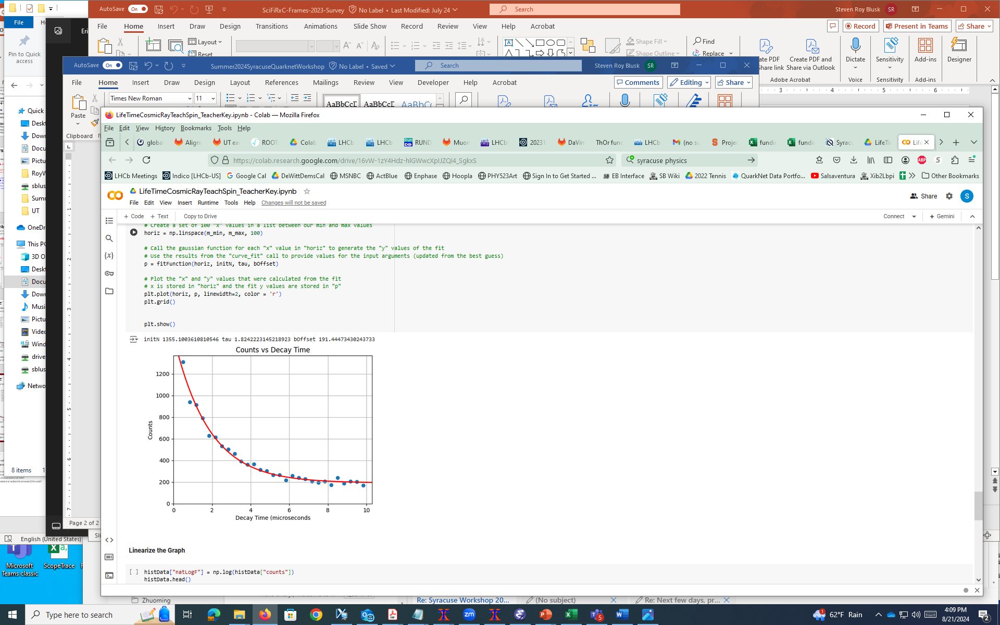 AutoSave On SciFiRxC-Frames-2023-Survey No Label • Last Modified: July 24 Search Steven Roy Blusk SR
File Home Insert Draw Design Transitions Animations Slide Show Record Review View Help Acrobat Record Present in Teams Share
File
Pin to Quick access
Layout
Reset
Shape Fill
Shape Outline
Find
Replace
Share link
Create PDF and Share via Outlook
Dictate
Sensitivity
Add-ins
Designer
Adobe Acrobat Voice Sensitivity Add-ins
AutoSave On Summer2024SyracuseQuarknetWorkshop No Label • Saved Search Steven Roy Blusk SR
File Home Insert Draw Design Layout References Mailings Review View Developer Help Acrobat Comments Editing Share
Times New Roman 11
Paste
Clipboard
AaBbCcD AaBbCcD AaBbC
LifeTimeCosmicRayTeachSpin_TeacherKey.ipynb - Colab — Mozilla Firefox
File Edit View History Bookmarks Tools Help
global Align UT ear ROOT Colab LHCb LHCb RUND Muon LHCb 2023 DaVin ThOr func LHCb (no su Projec fundin fundin Syracu LifeTi Life
https://colab.research.google.com/drive/16vW-1zY4Hdz-hlGWwcXpIJZQI4_SgkxS
syracuse physics
LHCb Meetings Indico [LHCb-US] Google Cal DeWittDemsCal MSNBC ActBlue Enphase Hoopla PHY523Art Sign In to Get Started ... EB Interface SB Wiki 2022 Tennis QuarkNet Data Portfo... Salsaventura Xib2Lbpi Other Bookmarks
LifeTimeCosmicRayTeachSpin_TeacherKey.ipynb
File Edit View Insert Runtime Tools Help Changes will not be saved
Share S
+ Code + Text Copy to Drive Connect Gemini
# Create a set of 100 "x" values in a list between our min and max values
horiz = np.linspace(m_min, m_max, 100)
# Call the gaussian function for each "x" value in "horiz" to generate the "y" values of the fit
# Use the results from the "curve_fit" call to provide values for the input arguments (updated from the best guess)
p = fitFunction(horiz, initN, tau, bOffset)
# Plot the "x" and "y" values that were calculated from the fit
# x is stored in "horiz" and the fit y values are stored in "p"
plt.plot(horiz, p, linewidth=2, color = 'r')
plt.grid()
plt.show()
initN 1355.1003610810546 tau 1.8242223145218923 bOffset 191.44473430243733
Counts vs Decay Time
Counts
1200
1000
800
600
400
200
0
0 2 4 6 8 10
Decay Time (microseconds
Linearize the Graph
[ ] histData["natLogF"] = np.log(histData["counts"])
histData.head()
Quick
Deskt
Down
Docu
Pictu
RoyW
sblus
Summ
UT
OneDr
This PC
3D O
Deskt
Docu
Down
Musi
Pictu
Video
Wind
drive
sblus
Netwo
8 items
Page 2 of 2
English (United States)
Microsoft Teams classic
ScopeTrace
Zhuoming
Re: Syracuse Workshop 20...
(No subject)
Re: Next few days, pr...
Type here to search
62°F Rain
4:09 PM
8/21/2024